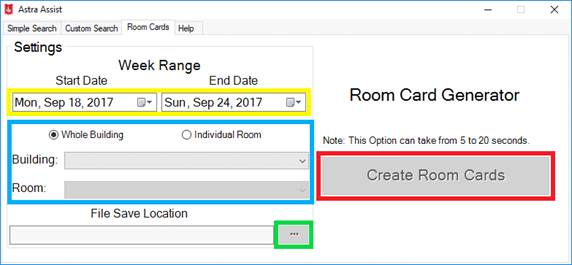 Astra Assist
Simple Search Custom Search Room Cards Help
Settings
Week Range
Start Date End Date
Mon, Sep 18, 2017 Sun, Sep 24, 2017
Whole Building Individual Room
Building:
Room:
File Save Location
...
Room Card Generator
Note: This Option can take from 5 to 20 seconds.
Create Room Cards